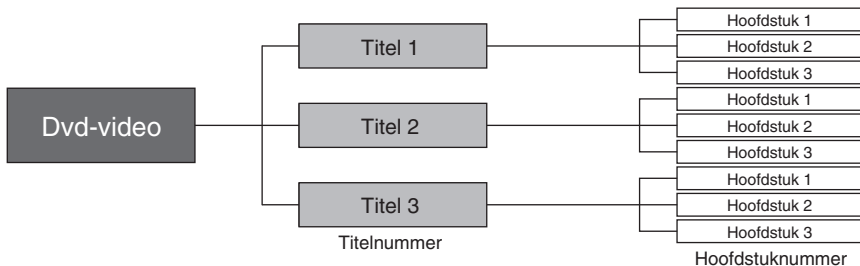 Dvd-video
Titel 1
Hoofdstuk 1
Hoofdstuk 2
Hoofdstuk 3
Titel 2
Hoofdstuk 1
Hoofdstuk 2
Hoofdstuk 3
Titel 3
Hoofdstuk 1
Hoofdstuk 2
Hoofdstuk 3
Titelnummer
Hoofdstuknummer